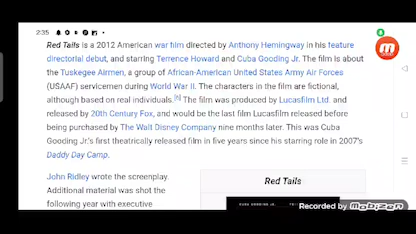 2:35
Red Tails is a 2012 American war film directed by Anthony Hemingway in his feature
directorial debut, and starring Terrence Howard and Cuba Gooding Jr. The film is about
the Tuskegee Airmen, a group of African-American United States Army Air Forces
(USAAF) servicemen during World War II. The characters in the film are fictional,
although based on real individuals.[5] The film was produced by Lucasfilm Ltd. and
released by 20th Century Fox, and would be the last film Lucasfilm released before
being purchased by The Walt Disney Company nine months later. This was Cuba
Gooding Jr.'s first theatrically released film in five years since his starring role in 2007's
Daddy Day Camp.
John Ridley wrote the screenplay.
Additional material was shot the
following year with executive
Red Tails
CUBA GOODING JR.
Recorded by Mobizen